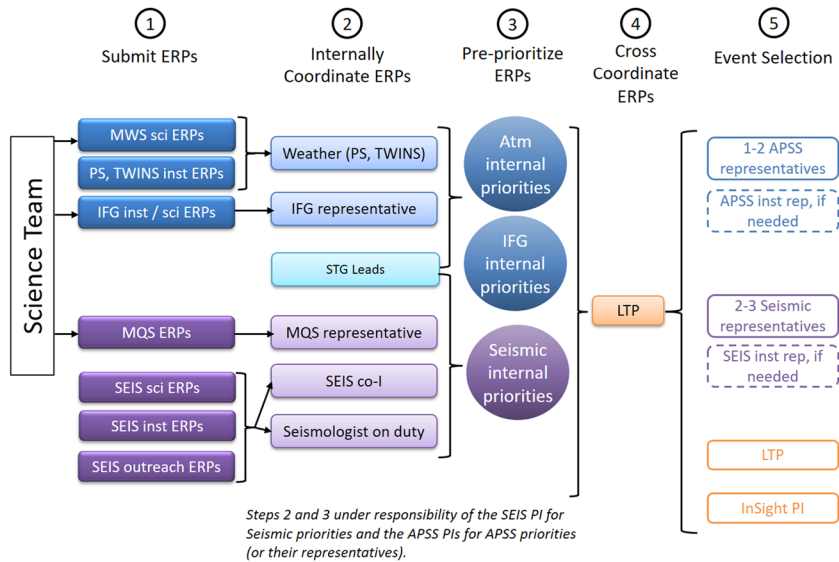 1
Submit ERPs
2
Internally
Coordinate ERPs
3
Pre-prioritize
ERPs
4
Cross
Coordinate
ERPs
5
Event Selection
Science Team
MWS sci ERPs
PS, TWINS inst ERPs
IFG inst / sci ERPs
MQS ERPs
SEIS sci ERPs
SEIS inst ERPs
SEIS outreach ERPs
Weather (PS, TWINS)
IFG representative
STG Leads
MQS representative
SEIS co-I
Seismologist on duty
Atm
internal
priorities
IFG
internal
priorities
Seismic
internal
priorities
LTP
1-2 APSS
representatives
APSS inst rep, if
needed
2-3 Seismic
representatives
SEIS inst rep, if
needed
LTP
InSight PI
Steps 2 and 3 under responsibility of the SEIS PI for
Seismic priorities and the APSS PIs for APSS priorities
(or their representatives).